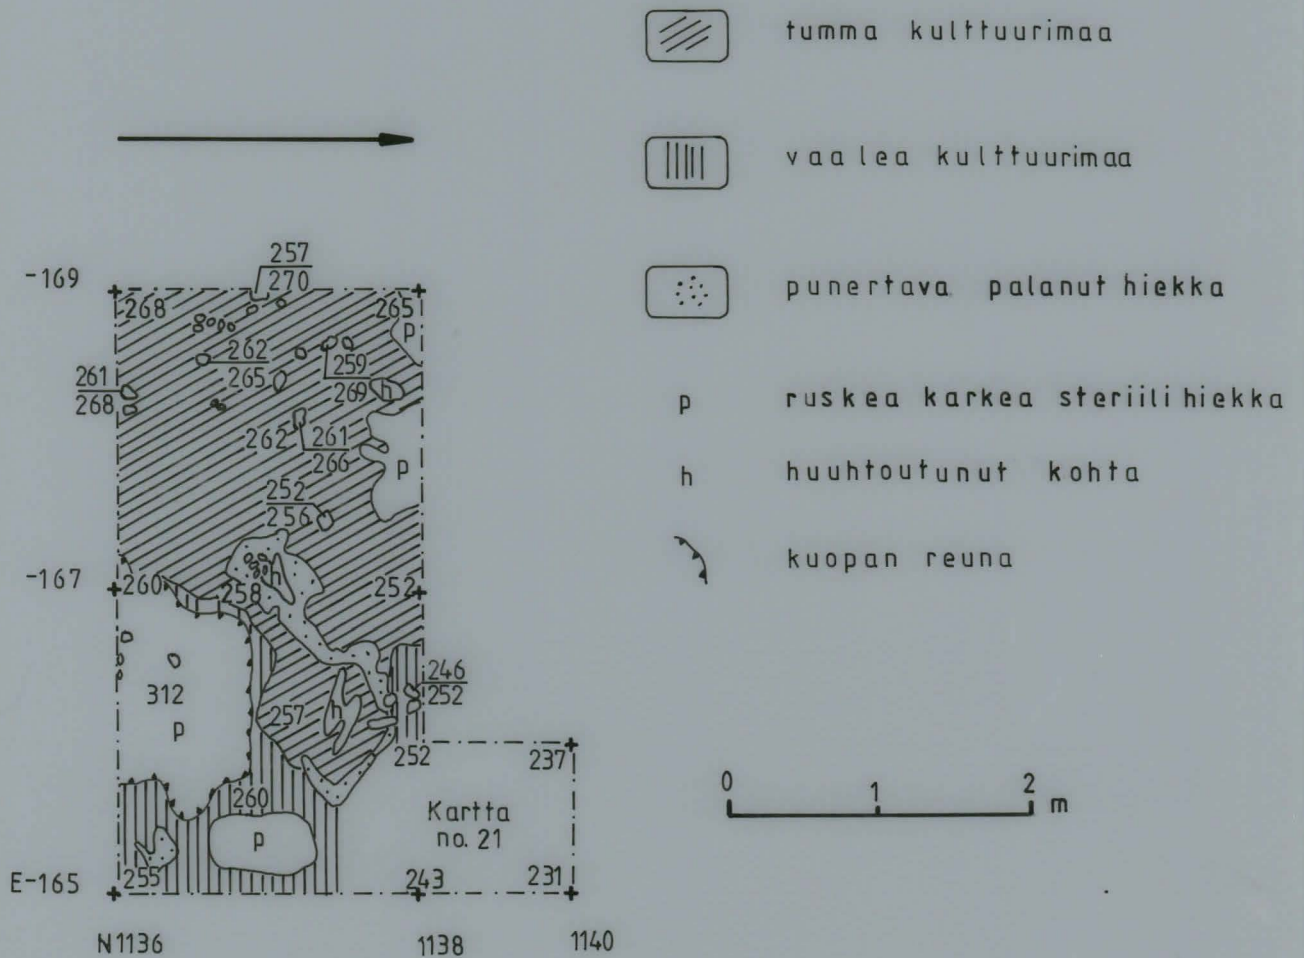 tumma kulttuurimaa
vaalea kulttuurimaa
punertava palanut hiekka
p ruskea karkea steriili hiekka
h huuhtoutunut kohta
kuopan reuna
257
270
-169
268
265
p
262
265
259
269
h
261
268
262
261
266
p
252
256
-167
260
258
h
252
246
252
312
p
257
h
252
237
260
p
Kartta
no. 21
255
243
231
E-165
N1136
1138
1140
0 1 2 m